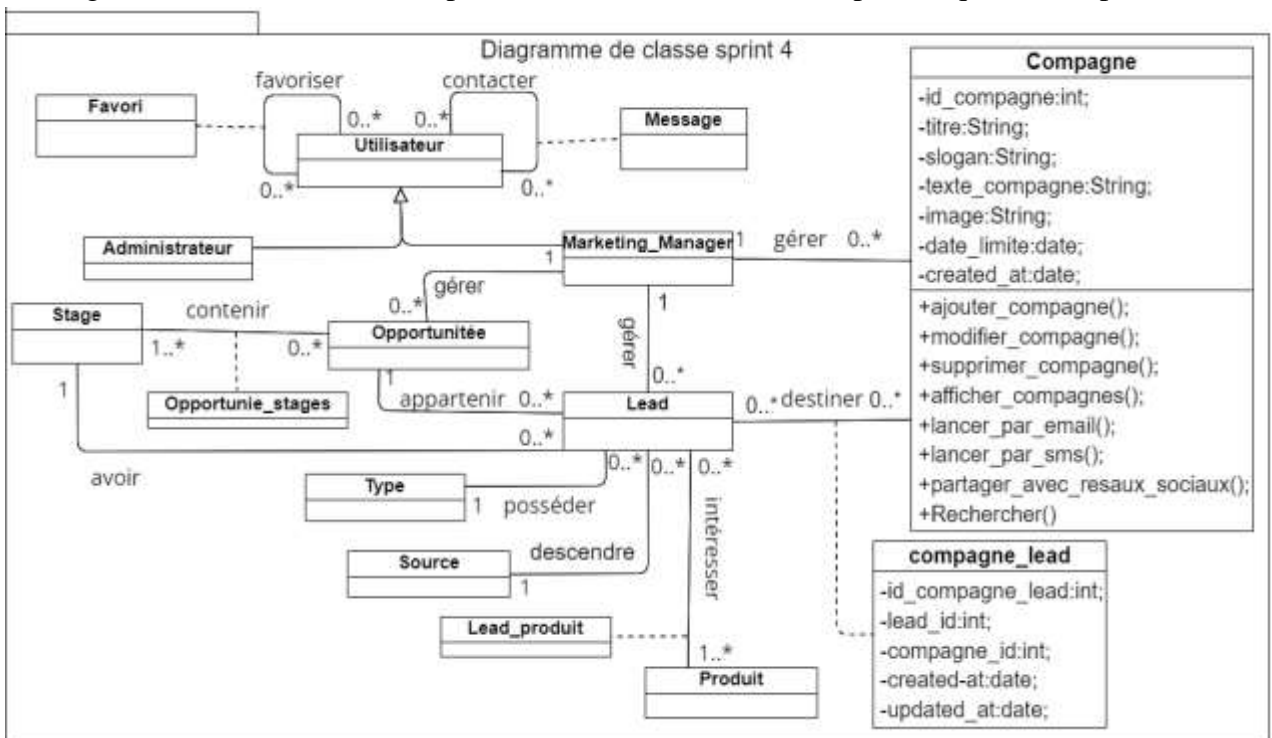 Diagramme de classe sprint 4
favoriser
contacter
Favori
0..*
0..*
Utilisateur
Message
0..*
0..*
Administrateur
Marketing_Manager
1
gérer
0..*
1
1
gérer
0..*
gérer
0..*
Stage
contenir
1..*
0..*
Opportunitée
1
1
Opportunie_stages
appartenir
0..*
Lead
0..*
destiner
0..*
0..*
avoir
0..*
0..*
0..*
Type
1
posséder
intéresser
descendre
Source
1
Lead_produit
1..*
Produit
Compagne
-id_compagne:int;
-titre:String;
-slogan:String;
-texte_compagne:String;
-image:String;
-date_limite:date;
-created_at:date;
+ajouter_compagne();
+modifier_compagne();
+supprimer_compagne();
+afficher_compagnes();
+lancer_par_email();
+lancer_par_sms();
+partager_avec_resaux_sociaux();
+Rechercher()
compagne_lead
-id_compagne_lead:int;
-lead_id:int;
-compagne_id:int;
-created-at:date;
-updated_at:date;